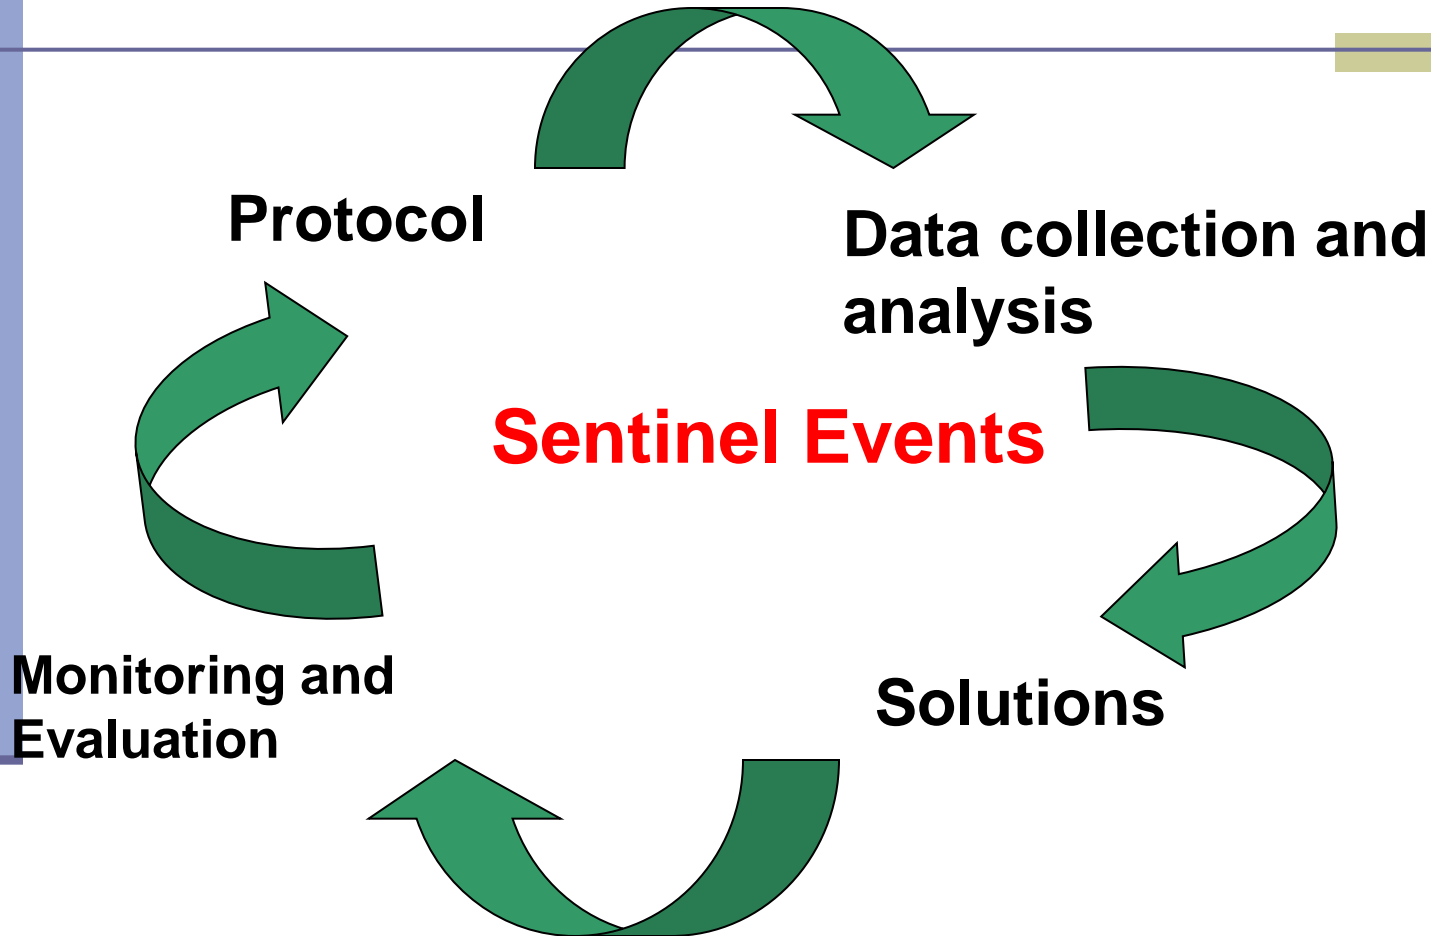 Protocol
Data collection and
analysis
Sentinel Events
Monitoring and
Evaluation
Solutions